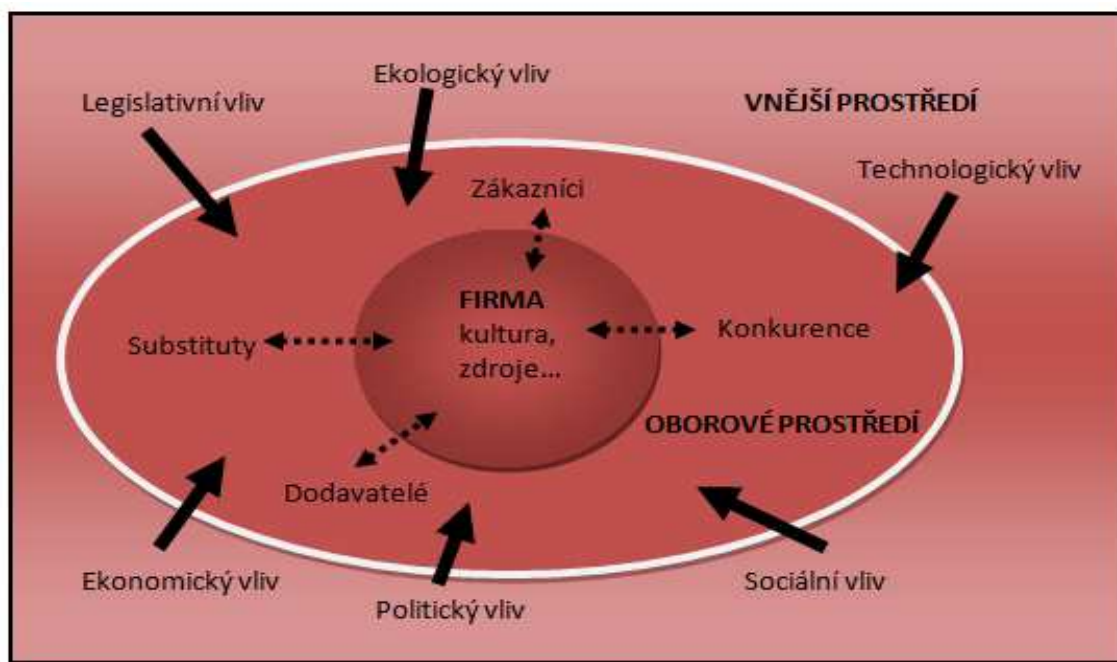 Ekologický vliv
Legislativní vliv
VNĚJŠÍ PROSTŘEDÍ
Technologický vliv
Zákazníci
FIRMA
kultura,
zdroje...
Substituty
Konkurence
OBOROVÉ PROSTŘEDÍ
Dodavatelé
Ekonomický vliv
Politický vliv
Sociální vliv